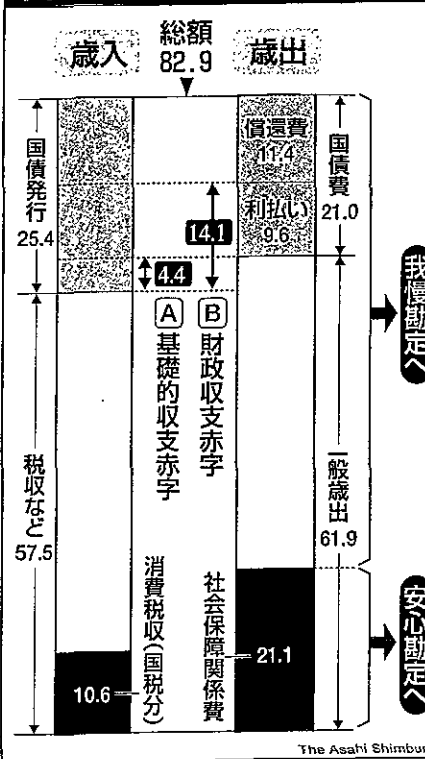 総額
82.9
歳入
歳出
国債発行
25.4
税収など
57.5
償還費
11.4
利払い
9.6
国債費
21.0
14.1
4.4
A
基礎的収支赤字
B
財政収支赤字
一般歳出
61.9
消費税収(国税分)
10.6
社会保障関係費
21.1
我慢勘定へ
安心勘定へ
The Asahi Shimbun